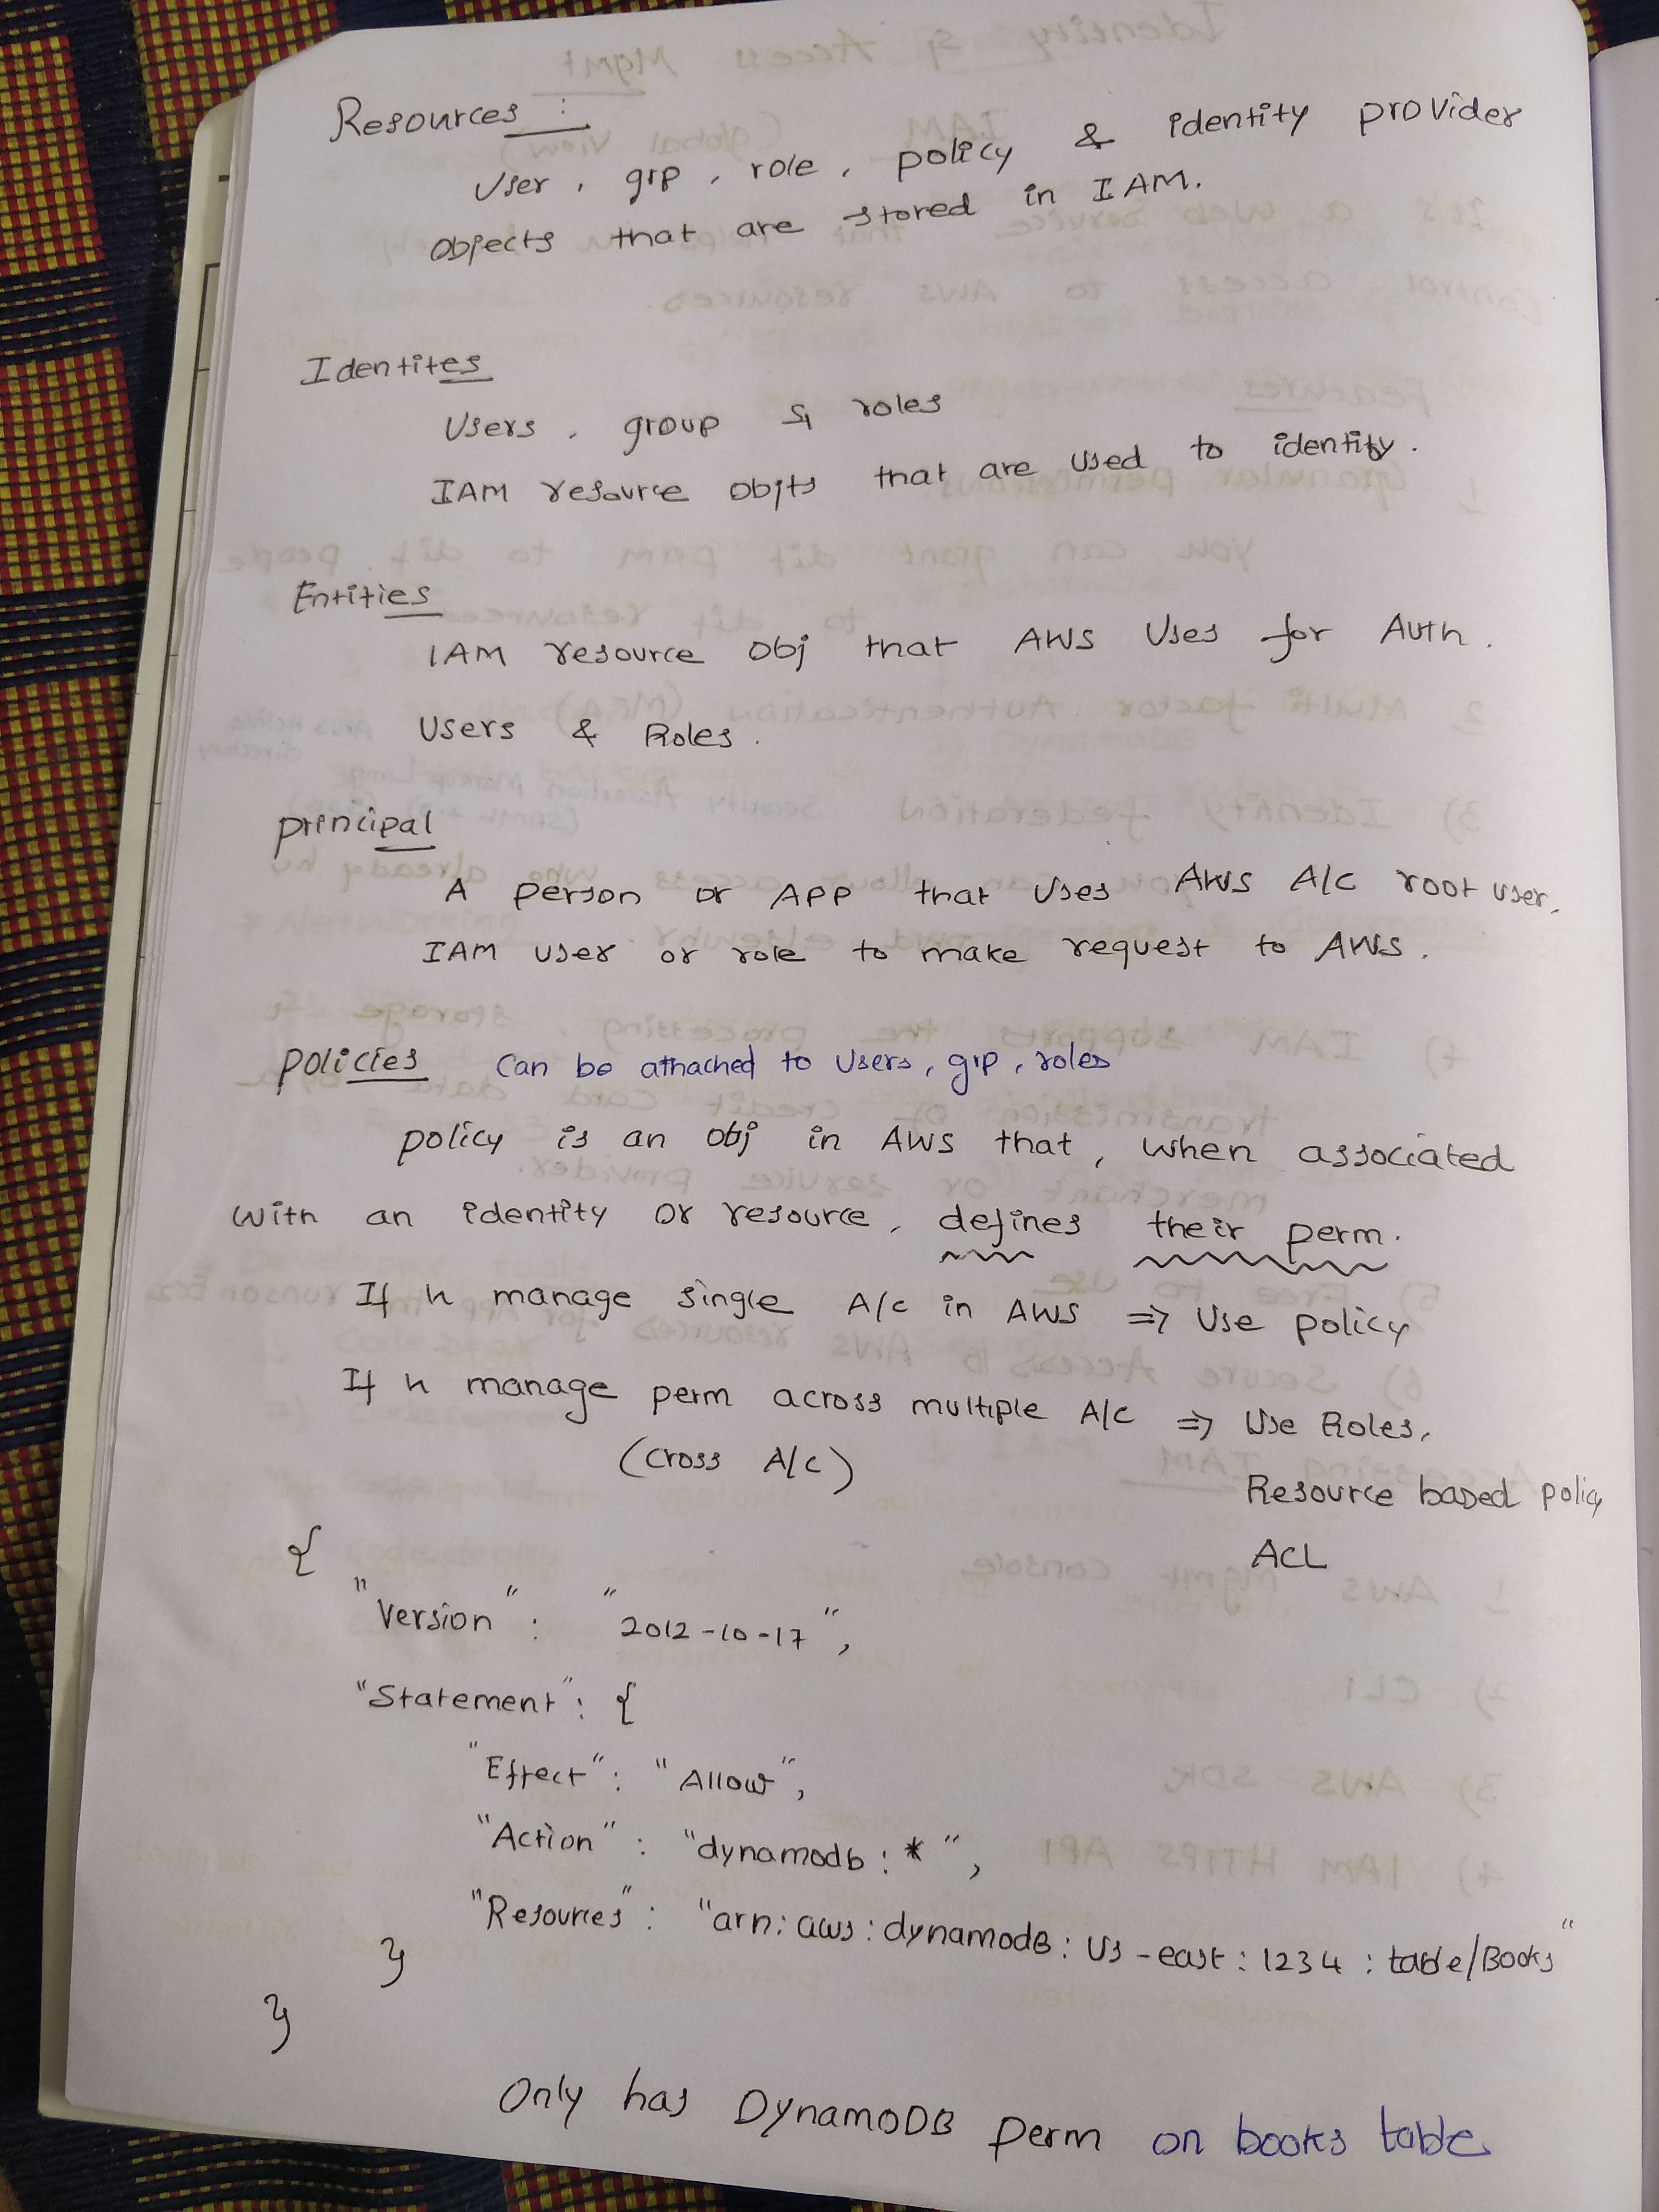 Resources :
User , grp , role , policy & identity provider
objects that are stored in IAM.
Identites
Users , group & roles
IAM resource objts that are used to identity .
Entities
IAM resource obj that AWS Uses for Auth .
Users & Roles .
principal
A person or APP that uses AWS A/C root user,
IAM user or role to make request to AWS .
policies can be athached to Users, grp, roles
policy is an obj in AWS that , when associated
with an identity or resource , defines their perm .
If u manage single A/c in AWS => Use policy
If u manage perm across multiple A/C => Use Roles,
(cross A/c)
Resource based policy
ACL
{
"Version" : "2012-10-17",
"Statement" : {
"Effect" : "Allow",
"Action" : "dynamodb : * ",
"Resources" : "arn: aws : dynamodB : Us-east : 1234 : table/Books"
}
}
Only has DynamoDB perm on books table